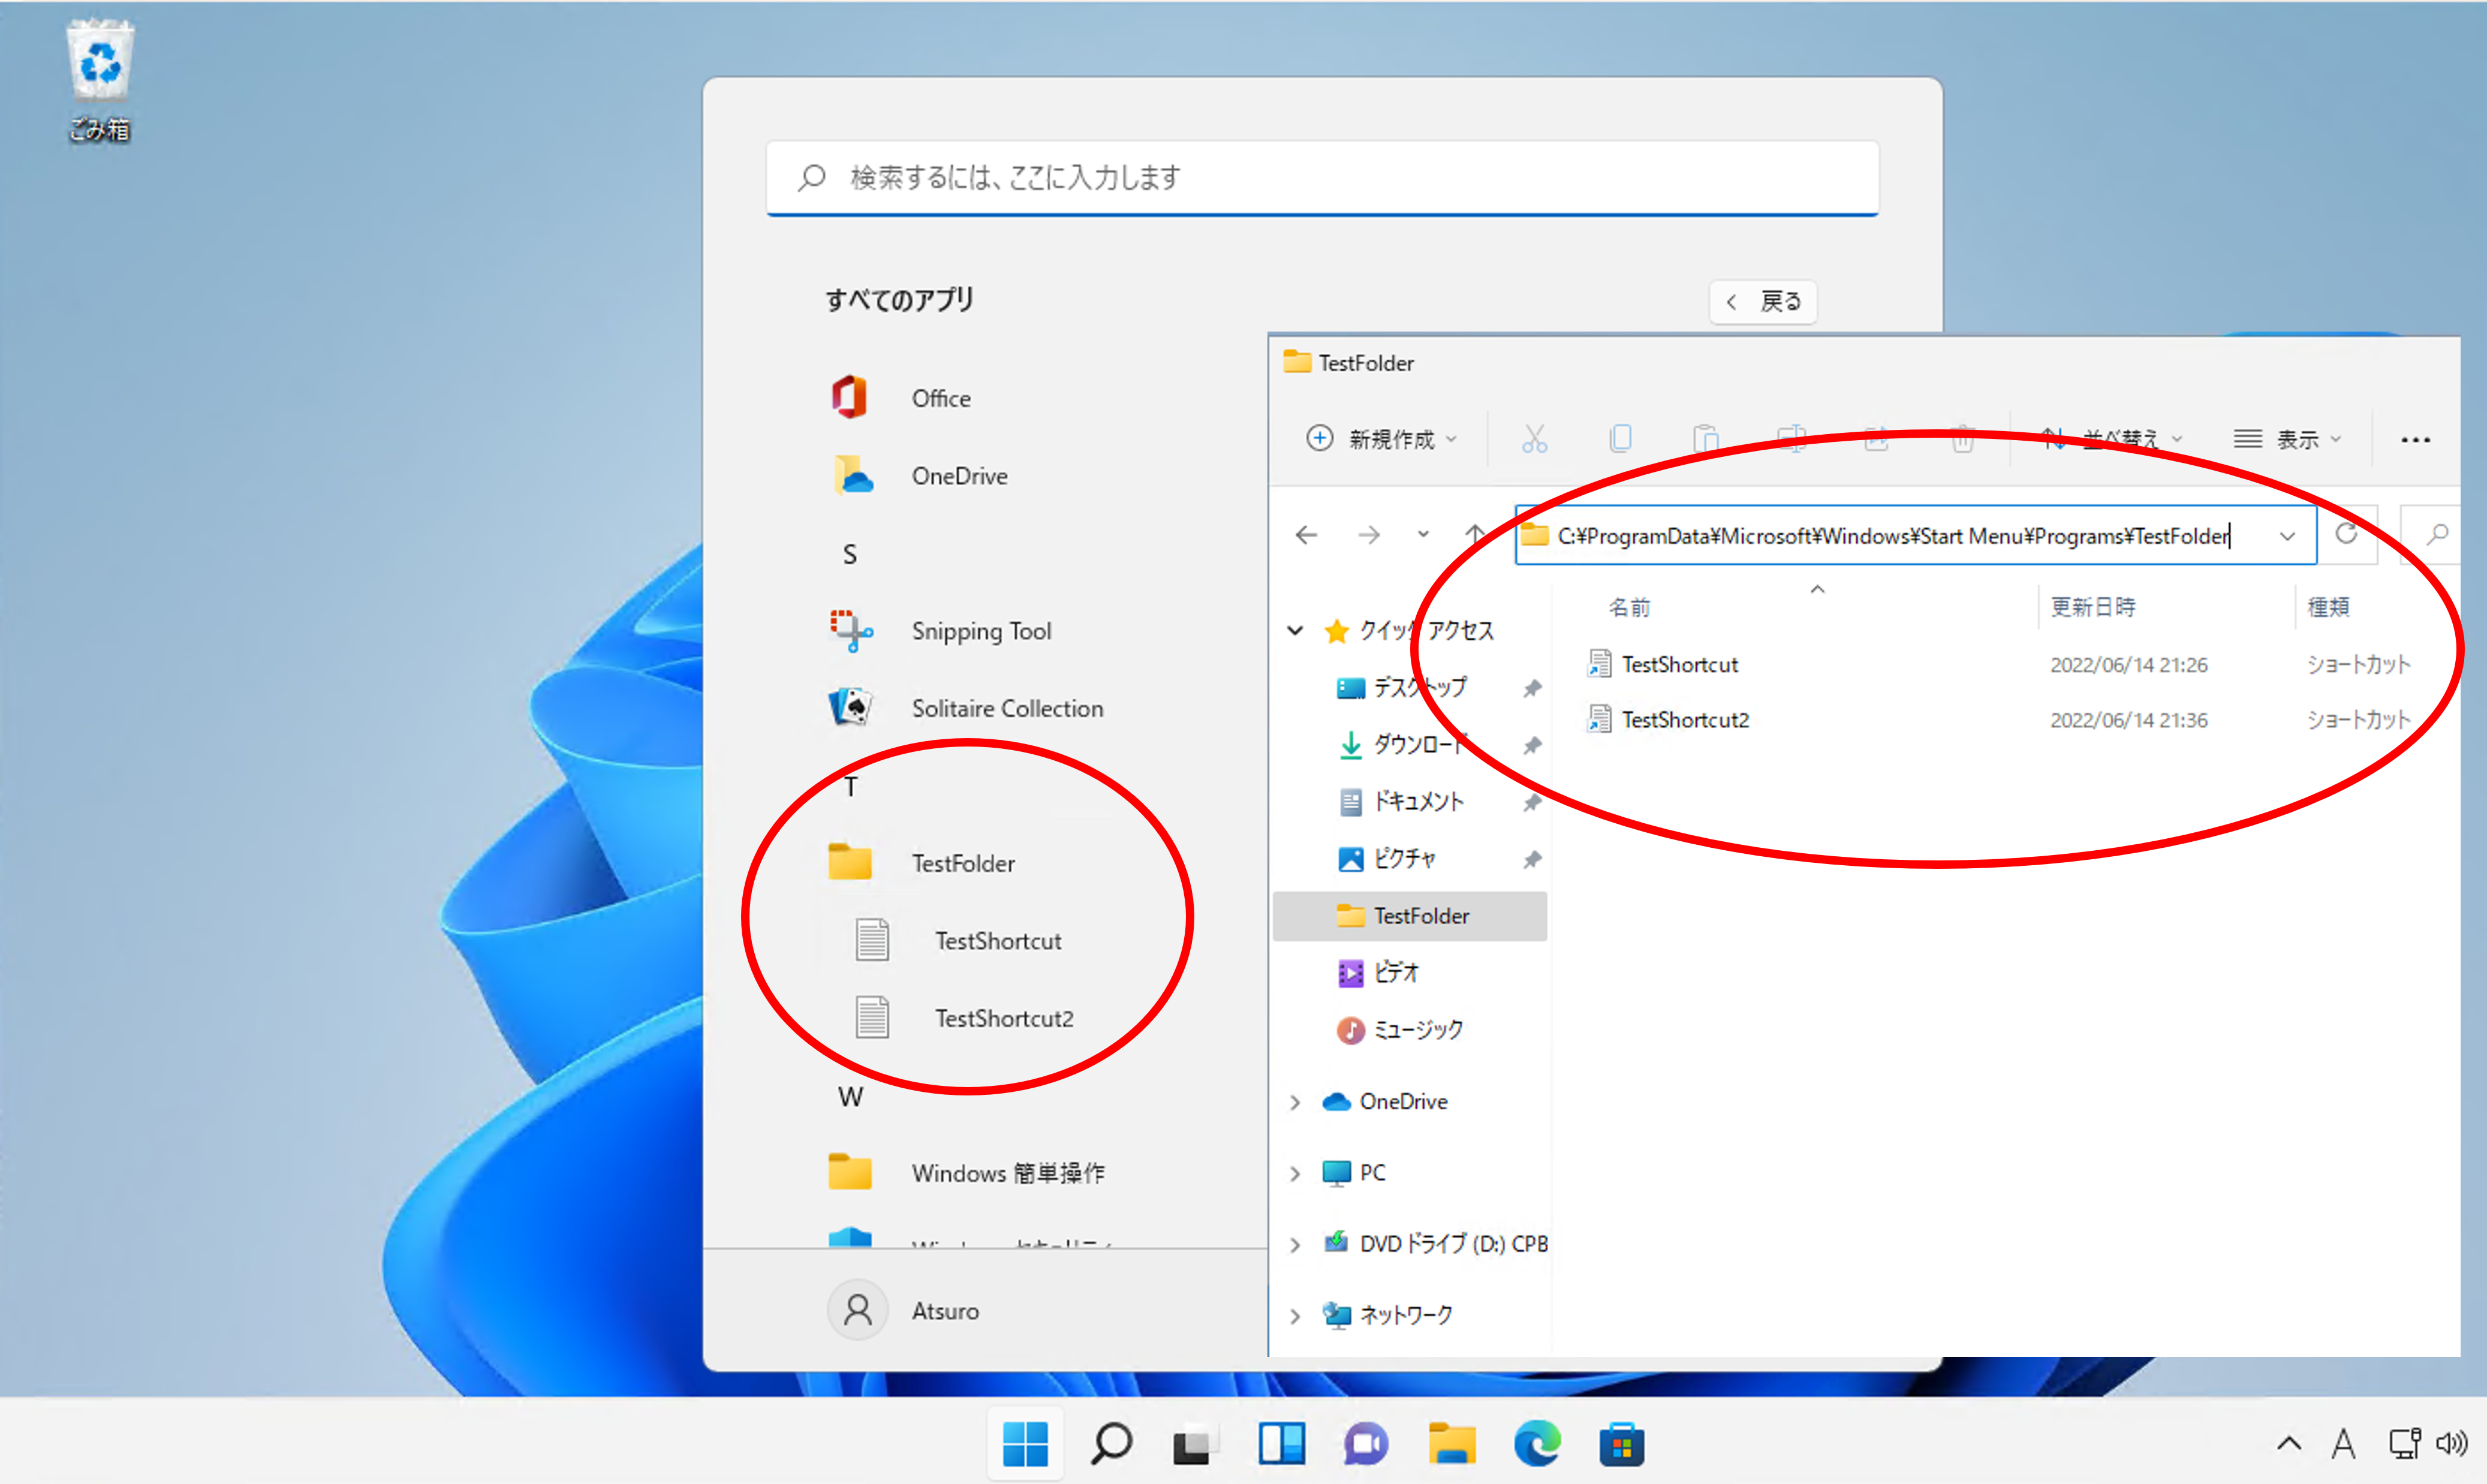 ごみ箱
検索するには、ここに入力します
すべてのアプリ
戻る
Office
OneDrive
S
Snipping Tool
Solitaire Collection
T
TestFolder
TestShortcut
TestShortcut2
W
Windows 簡単操作
Windows セキュリティ
Atsuro
TestFolder
新規作成
並べ替え
表示
C:¥ProgramData¥Microsoft¥Windows¥Start Menu¥Programs¥TestFolder
名前 更新日時 種類
TestShortcut 2022/06/14 21:26 ショートカット
TestShortcut2 2022/06/14 21:36 ショートカット
クイック アクセス
デスクトップ
ダウンロード
ドキュメント
ピクチャ
TestFolder
ビデオ
ミュージック
OneDrive
PC
DVD ドライブ (D:) CPB
ネットワーク
A